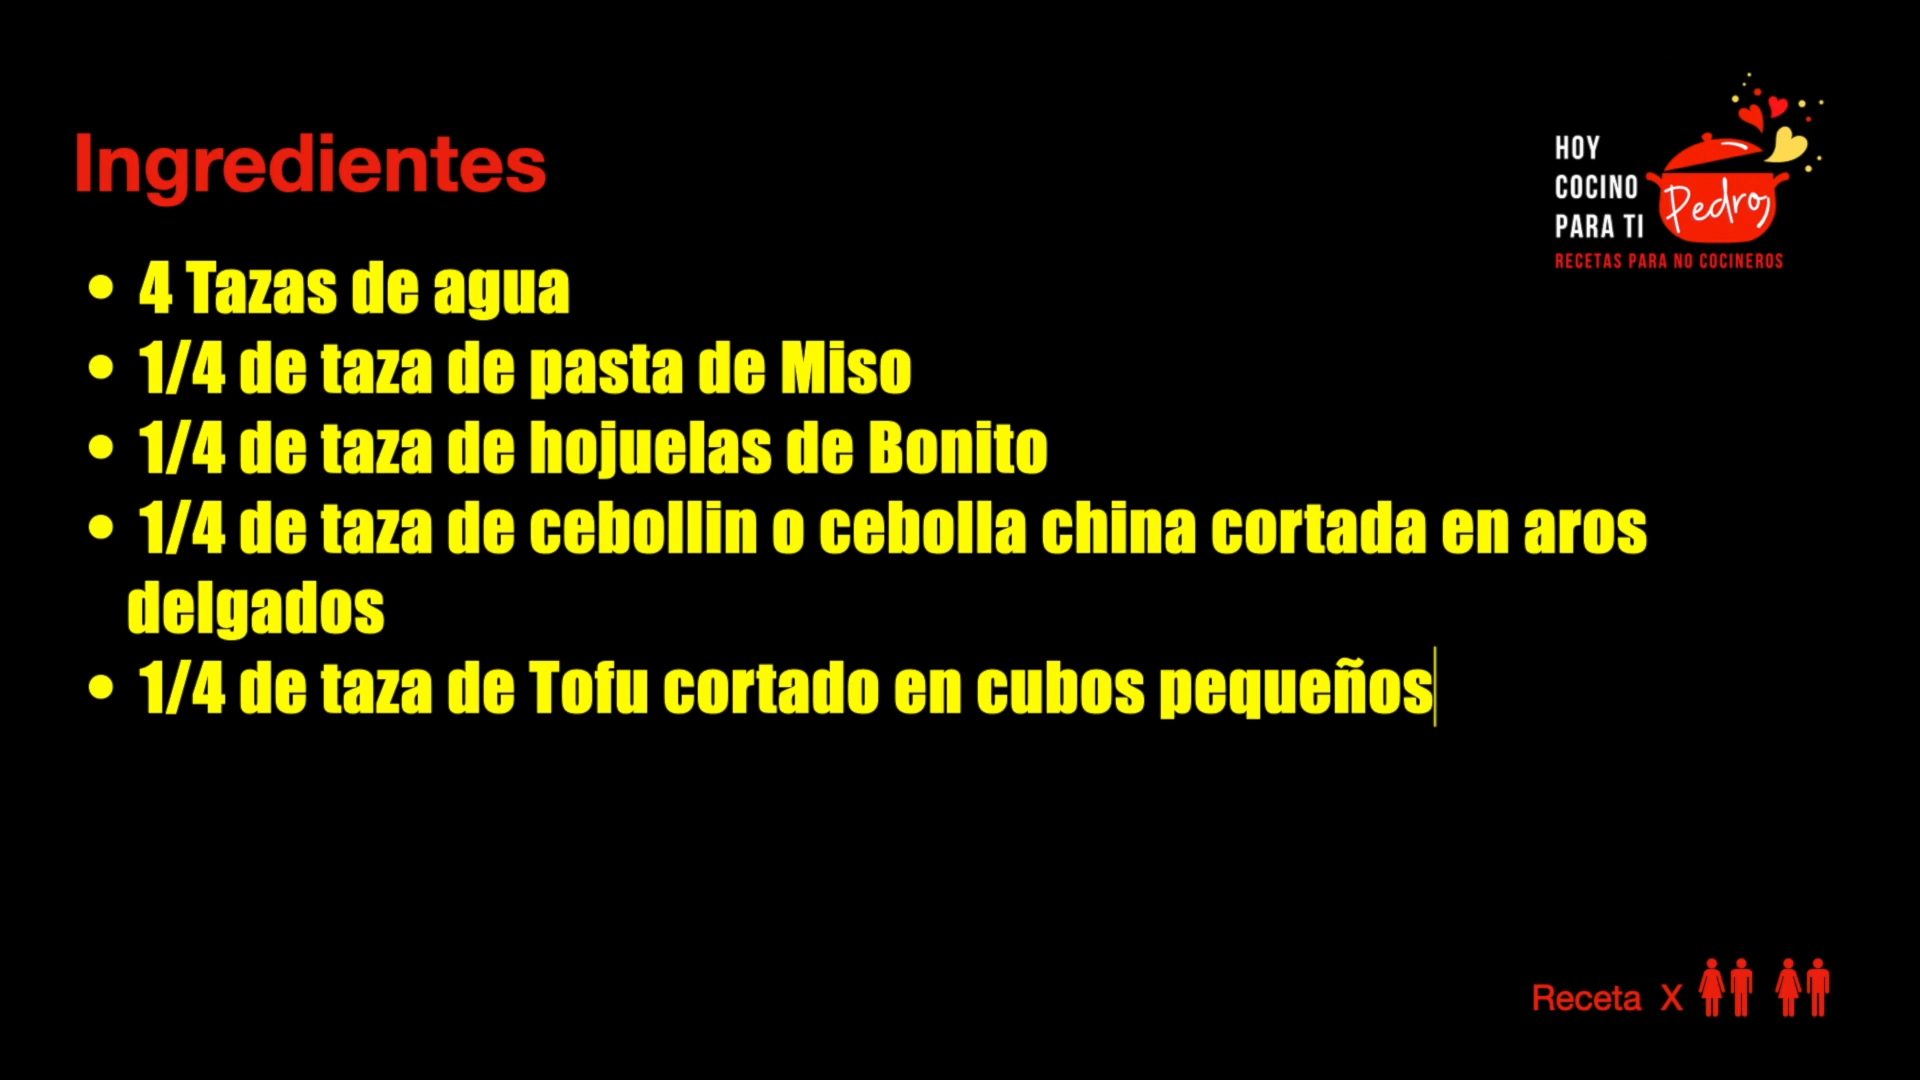 Ingredientes
HOY
COCINO
PARA TI
Pedro
RECETAS PARA NO COCINEROS
• 4 Tazas de agua
• 1/4 de taza de pasta de Miso
• 1/4 de taza de hojuelas de Bonito
• 1/4 de taza de cebollin o cebolla china cortada en aros
delgados
• 1/4 de taza de Tofu cortado en cubos pequeños
Receta X